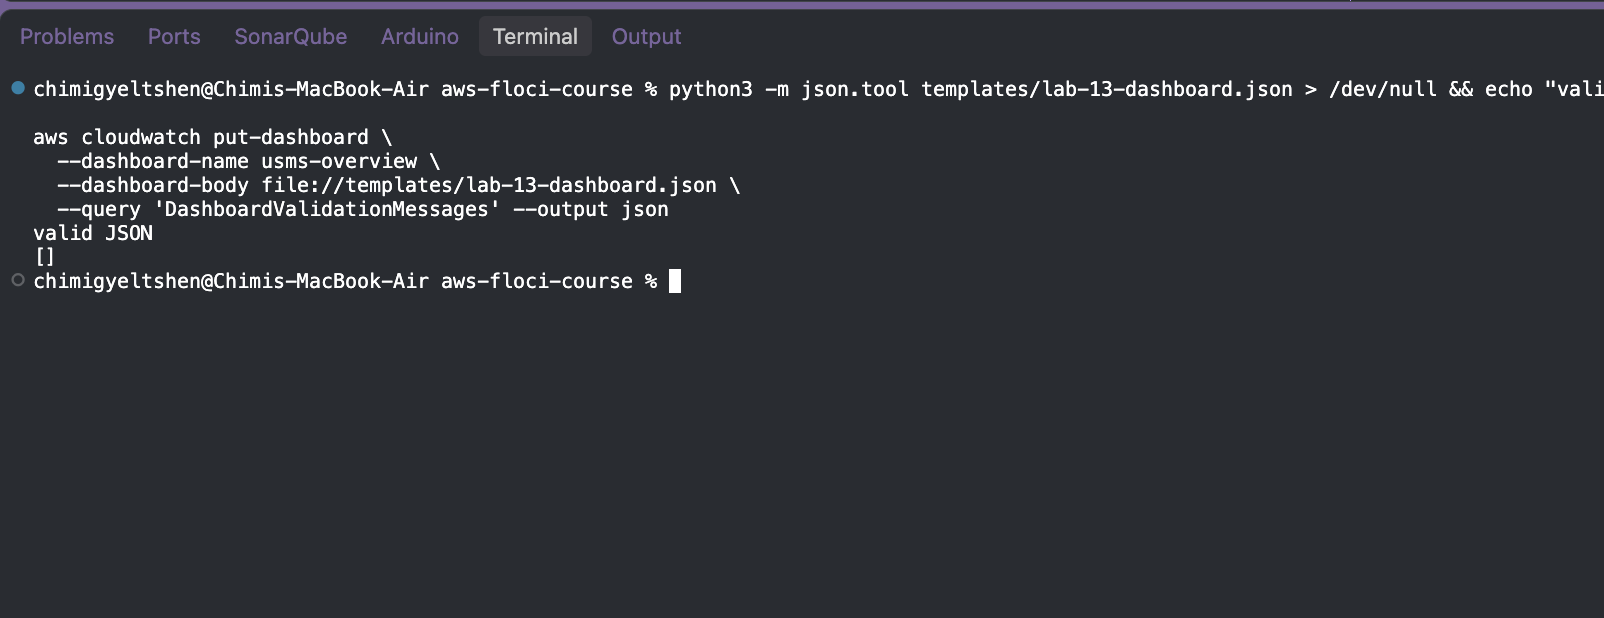 Problems Ports SonarQube Arduino Terminal Output
chimigyeltshen@Chimis-MacBook-Air aws-floci-course % python3 -m json.tool templates/lab-13-dashboard.json > /dev/null && echo "vali
aws cloudwatch put-dashboard \
--dashboard-name usms-overview \
--dashboard-body file://templates/lab-13-dashboard.json \
--query 'DashboardValidationMessages' --output json
valid JSON
[]
chimigyeltshen@Chimis-MacBook-Air aws-floci-course %